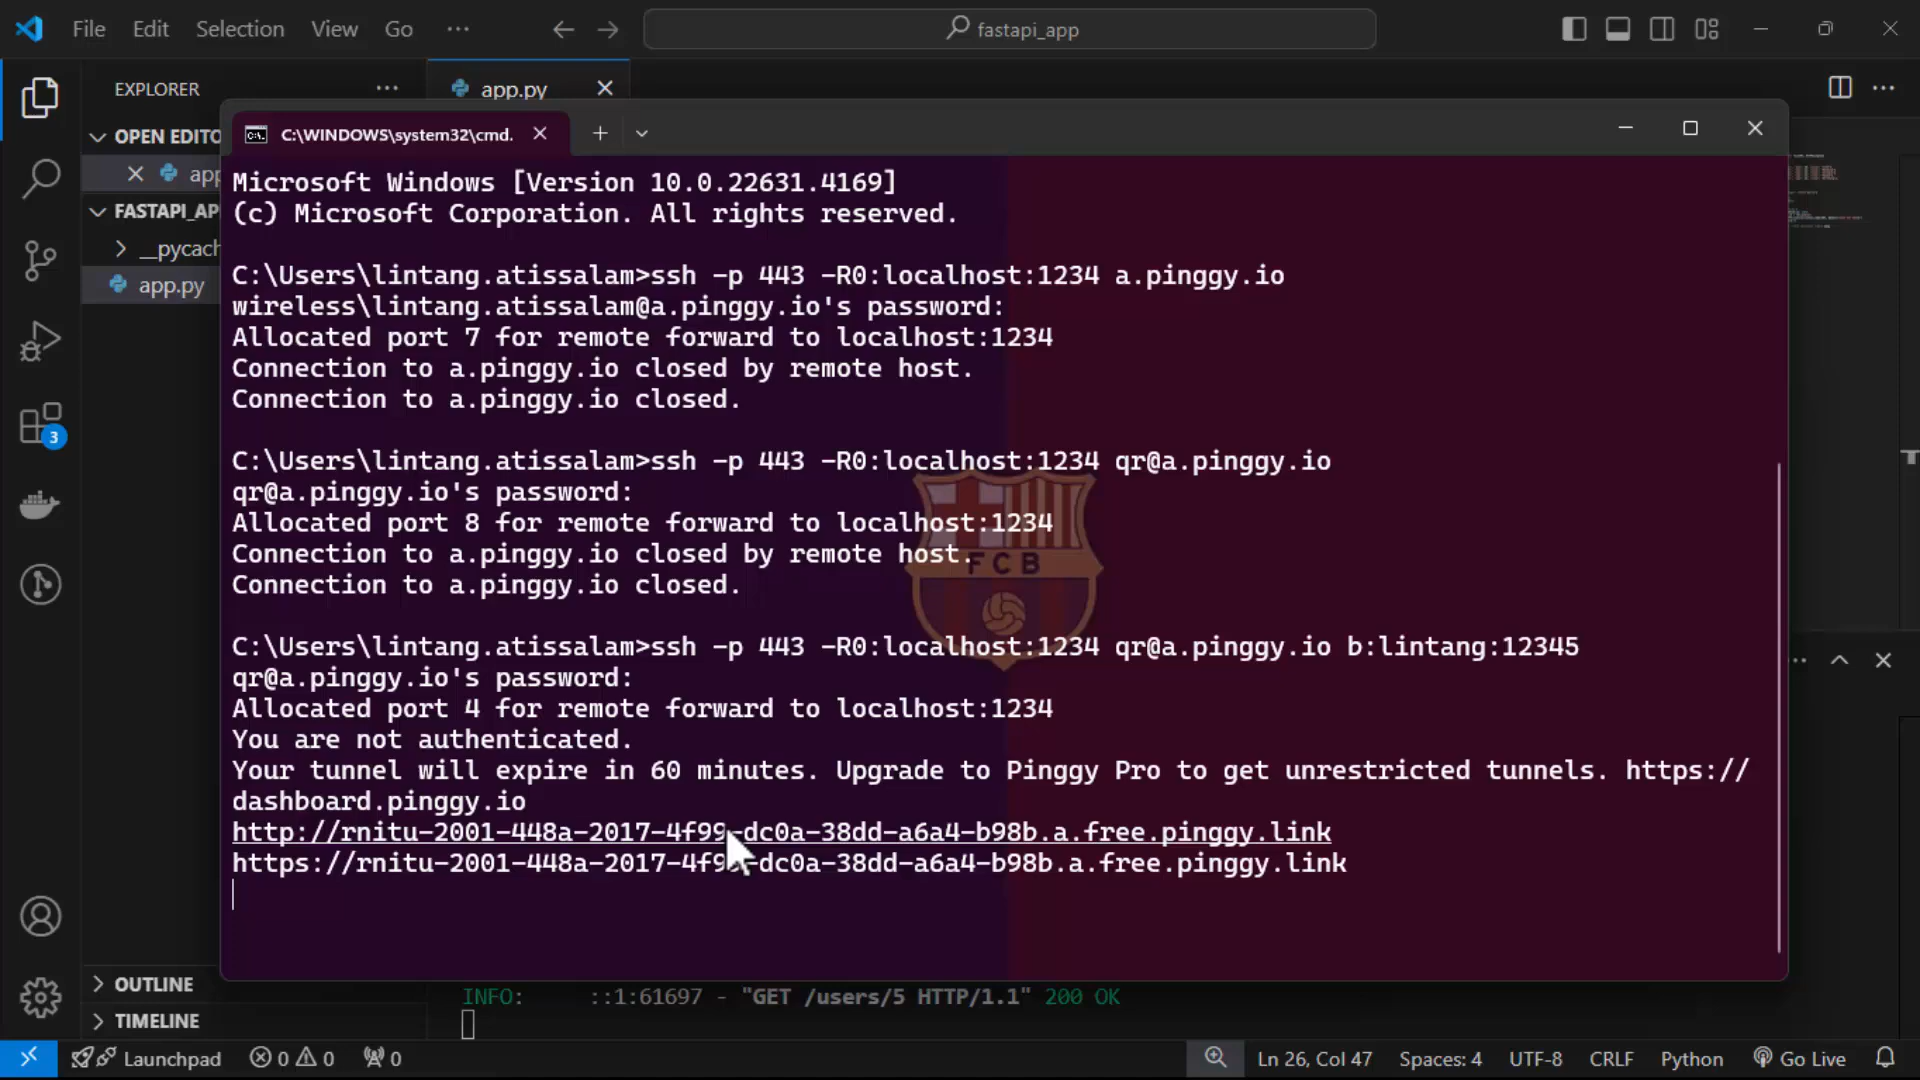 File Edit Selection View Go ··· fastapi_app
EXPLORER ··· app.py
OPEN EDITO
app
FASTAPI_AP
__pycach
app.py
C:\WINDOWS\system32\cmd.
Microsoft Windows [Version 10.0.22631.4169]
(c) Microsoft Corporation. All rights reserved.
C:\Users\lintang.atissalam>ssh -p 443 -R0:localhost:1234 a.pinggy.io
wireless\lintang.atissalam@a.pinggy.io's password:
Allocated port 7 for remote forward to localhost:1234
Connection to a.pinggy.io closed by remote host.
Connection to a.pinggy.io closed.
C:\Users\lintang.atissalam>ssh -p 443 -R0:localhost:1234 qr@a.pinggy.io
qr@a.pinggy.io's password:
Allocated port 8 for remote forward to localhost:1234
Connection to a.pinggy.io closed by remote host.
Connection to a.pinggy.io closed.
FCB
C:\Users\lintang.atissalam>ssh -p 443 -R0:localhost:1234 qr@a.pinggy.io b:lintang:12345
qr@a.pinggy.io's password:
Allocated port 4 for remote forward to localhost:1234
You are not authenticated.
Your tunnel will expire in 60 minutes. Upgrade to Pinggy Pro to get unrestricted tunnels. https://
dashboard.pinggy.io
http://rnitu-2001-448a-2017-4f99-dc0a-38dd-a6a4-b98b.a.free.pinggy.link
https://rnitu-2001-448a-2017-4f99-dc0a-38dd-a6a4-b98b.a.free.pinggy.link
3
OUTLINE
TIMELINE
INFO: ::1:61697 - "GET /users/5 HTTP/1.1" 200 OK
Launchpad 0 0 0 Ln 26, Col 47 Spaces: 4 UTF-8 CRLF Python Go Live